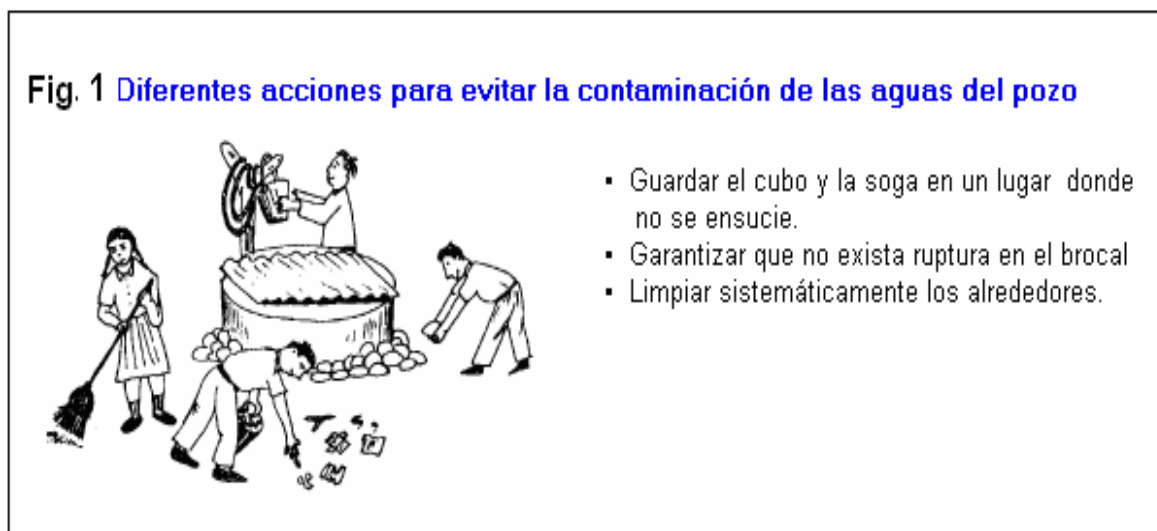 Fig. 1 Diferentes acciones para evitar la contaminación de las aguas del pozo
▪ Guardar el cubo y la soga en un lugar donde
no se ensucie.
▪ Garantizar que no exista ruptura en el brocal
▪ Limpiar sistemáticamente los alrededores.